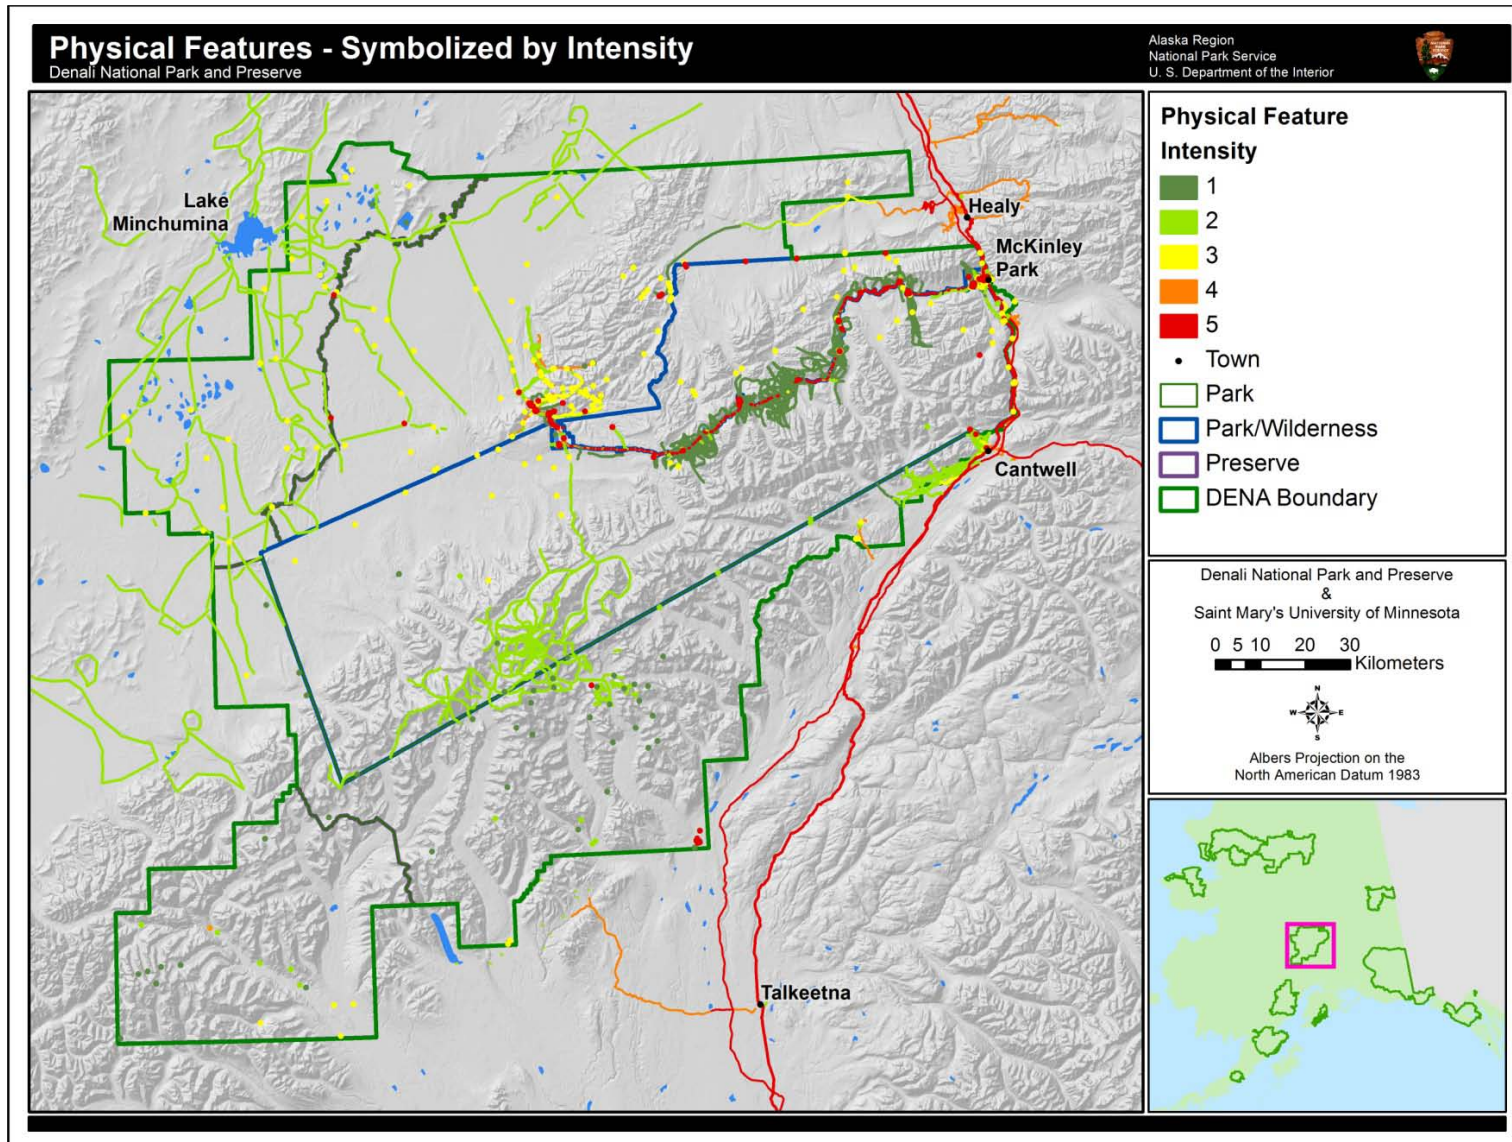 Physical Features - Symbolized by Intensity
Denali National Park and Preserve
Alaska Region
National Park Service
U. S. Department of the Interior
Lake
Minchumina
Healy
McKinley
Park
Cantwell
Talkeetna
Physical Feature
Intensity
1
2
3
4
5
Town
Park
Park/Wilderness
Preserve
DENA Boundary
Denali National Park and Preserve
&
Saint Mary's University of Minnesota
0 5 10 20 30
Kilometers
N
W E
S
Albers Projection on the
North American Datum 1983